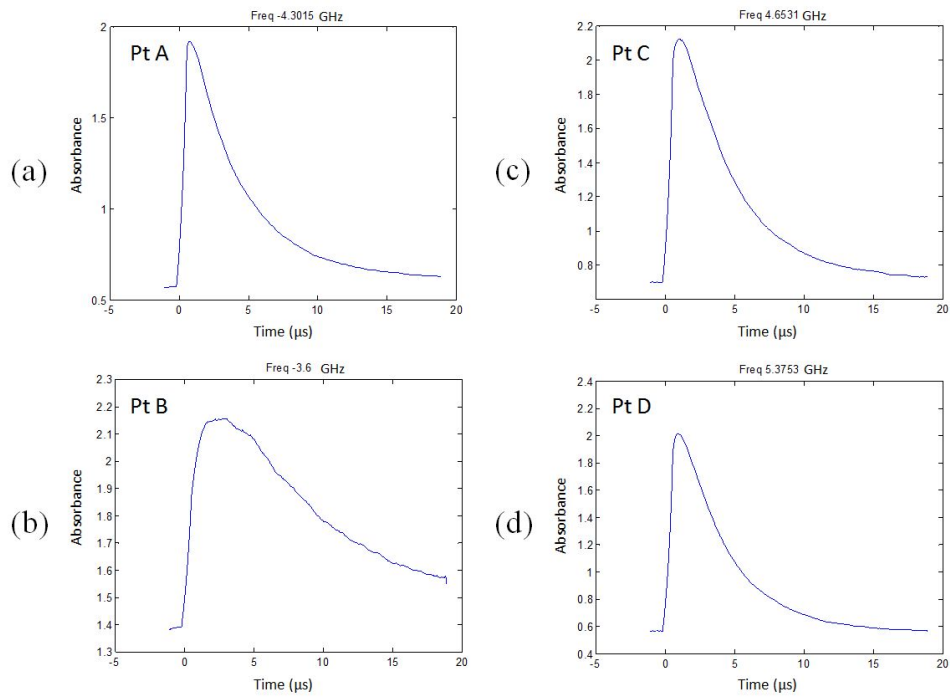 (a)
Freq -4.3015 GHz
Pt A
Absorbance
2
1.5
1
0.5
-5 0 5 10 15 20
Time (µs)
(c)
Freq 4.6531 GHz
Pt C
Absorbance
2.2
2
1.8
1.6
1.4
1.2
1
0.8
-5 0 5 10 15 20
Time (µs)
(b)
Freq -3.6 GHz
Pt B
Absorbance
2.3
2.2
2.1
2
1.9
1.8
1.7
1.6
1.5
1.4
1.3
-5 0 5 10 15 20
Time (µs)
(d)
Freq 5.3753 GHz
Pt D
Absorbance
2.4
2.2
2
1.8
1.6
1.4
1.2
1
0.8
0.6
0.4
-5 0 5 10 15 20
Time (µs)